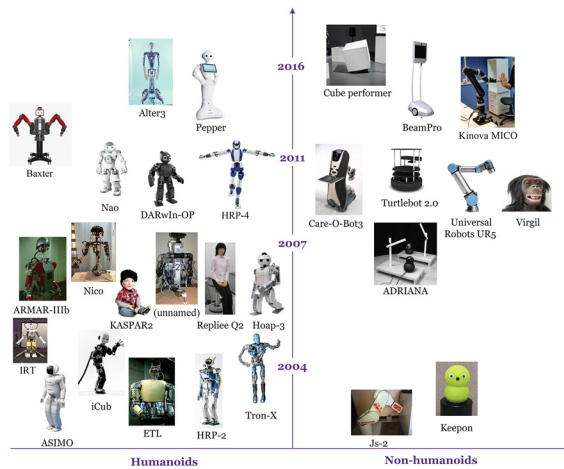 2016
Cube performer
Alter3
Pepper
BeamPro
Kinova MICO
2011
Baxter
Nao
DARwIn-OP
HRP-4
Care-O-Bot3
Turtlebot 2.0
Universal
Robots UR5
Virgil
2007
Nico
ADRIANA
ARMAR-IIIb
KASPAR2
(unnamed)
Repliee Q2
Hoap-3
IRT
2004
iCub
Tron-X
Keepon
ASIMO
ETL
HRP-2
Js-2
Humanoids
Non-humanoids